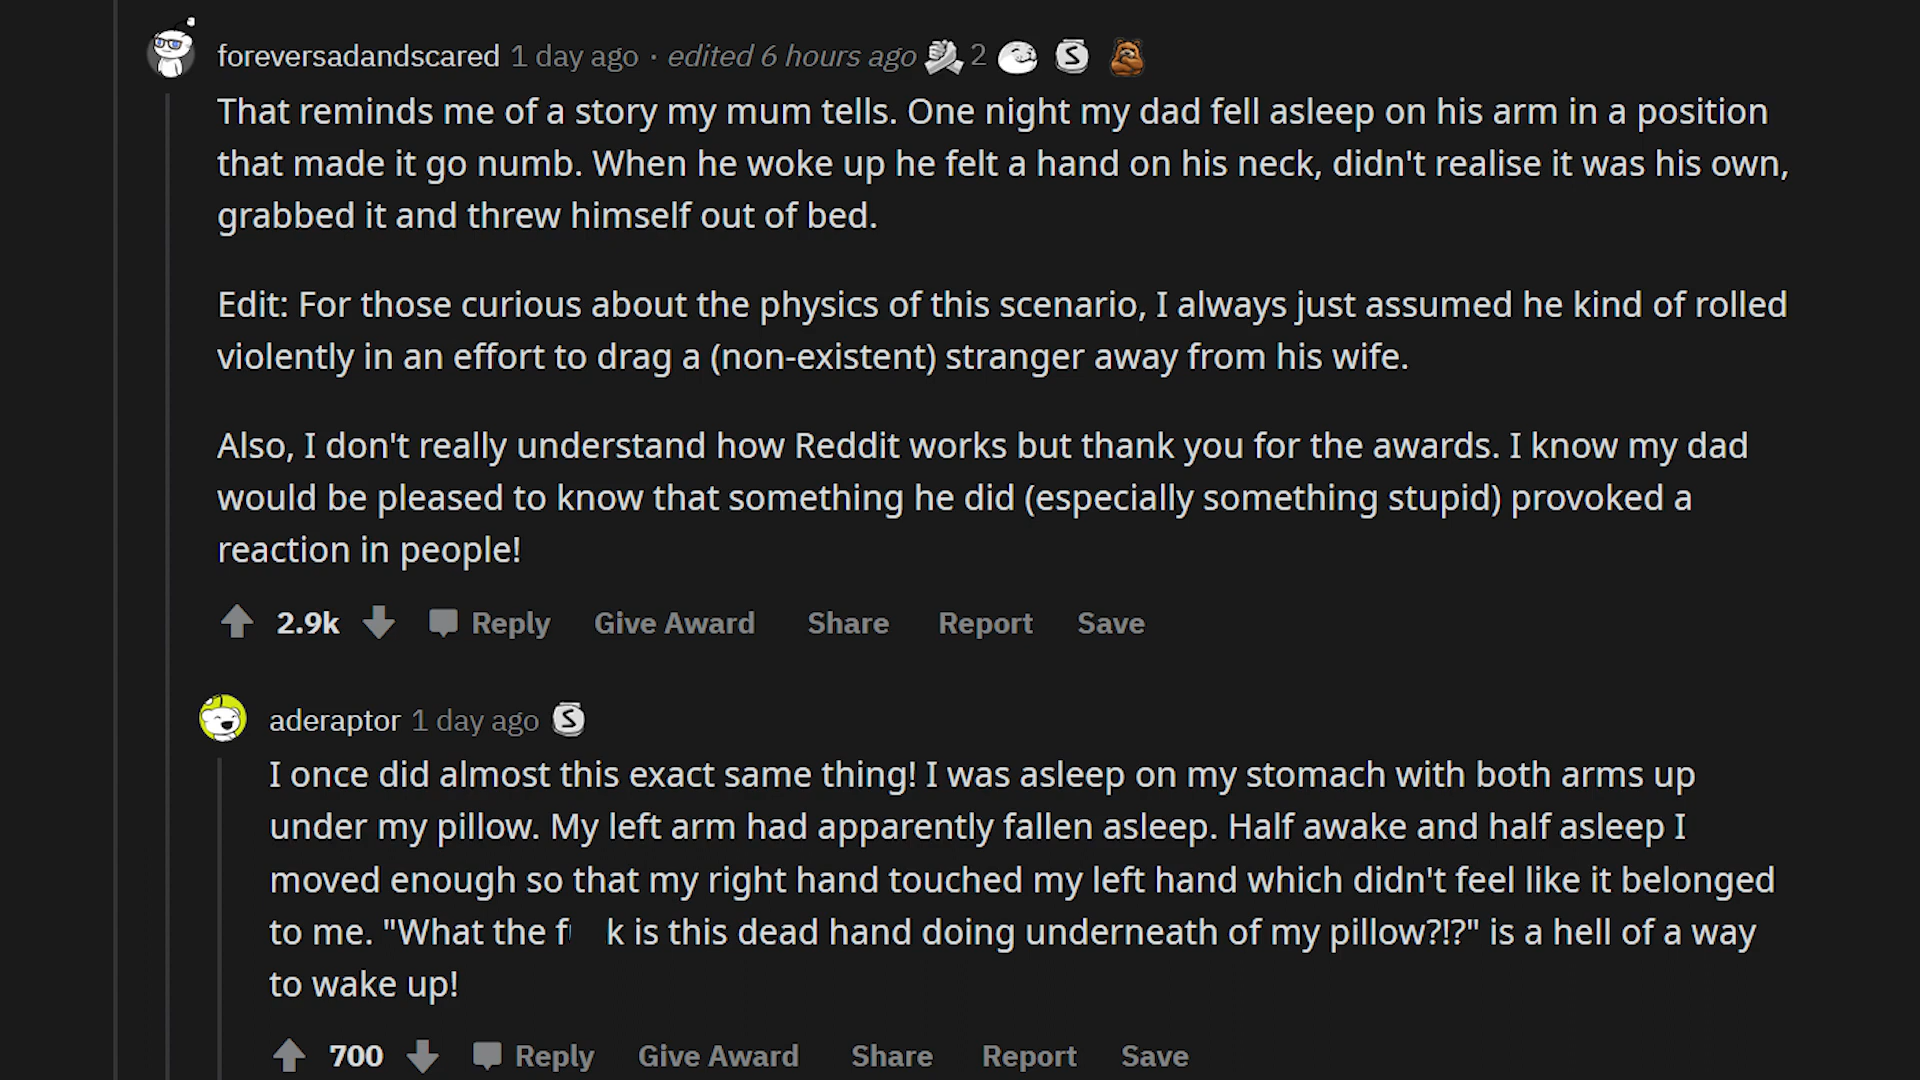 foreversadandscared 1 day ago · edited 6 hours ago 2 S
That reminds me of a story my mum tells. One night my dad fell asleep on his arm in a position
that made it go numb. When he woke up he felt a hand on his neck, didn't realise it was his own,
grabbed it and threw himself out of bed.
Edit: For those curious about the physics of this scenario, I always just assumed he kind of rolled
violently in an effort to drag a (non-existent) stranger away from his wife.
Also, I don't really understand how Reddit works but thank you for the awards. I know my dad
would be pleased to know that something he did (especially something stupid) provoked a
reaction in people!
2.9k Reply Give Award Share Report Save
aderaptor 1 day ago S
I once did almost this exact same thing! I was asleep on my stomach with both arms up
under my pillow. My left arm had apparently fallen asleep. Half awake and half asleep I
moved enough so that my right hand touched my left hand which didn't feel like it belonged
to me. "What the f k is this dead hand doing underneath of my pillow?!?" is a hell of a way
to wake up!
700 Reply Give Award Share Report Save